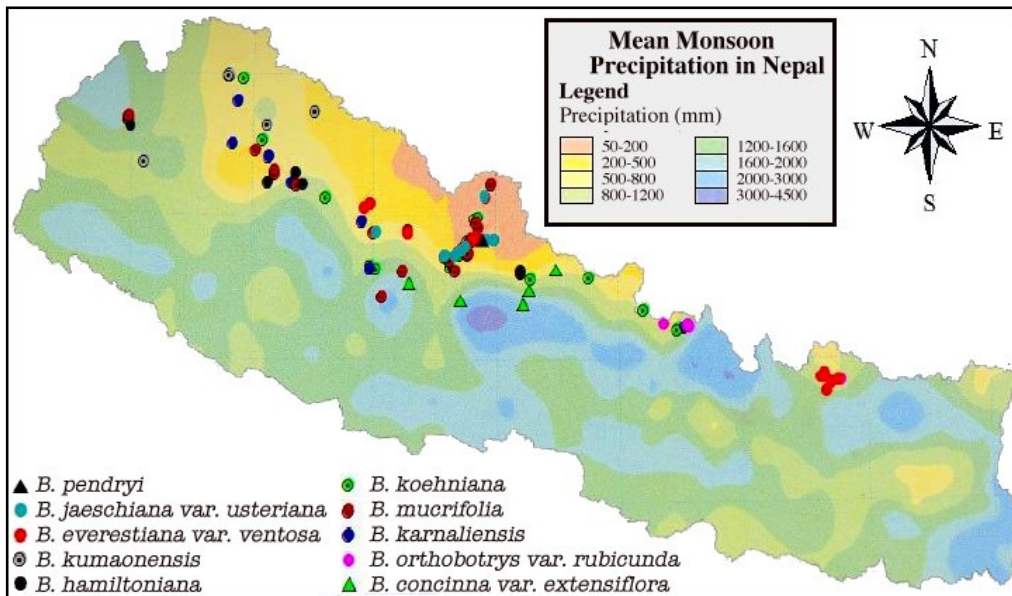 Mean Monsoon
Precipitation in Nepal
Legend
Precipitation (mm)
50-200
200-500
500-800
800-1200
1200-1600
1600-2000
2000-3000
3000-4500
N
W E
S
B. pendryi
B. jaeschiana var. usteriana
B. everestiana var. ventosa
B. kumaonensis
B. hamiltoniana
B. koehniana
B. mucrifolia
B. karnaliensis
B. orthobotrys var. rubicunda
B. concinna var. extensiflora